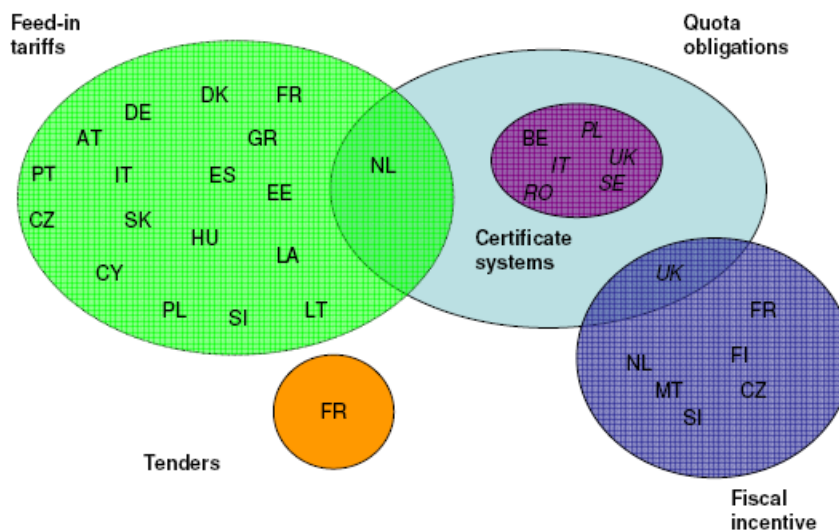 Feed-in
tariffs
Quota
obligations
DK
FR
DE
AT
GR
BE
PL
PT
IT
ES
NL
IT
UK
EE
RO
SE
CZ
SK
HU
LA
Certificate
systems
CY
UK
PL
SI
LT
FR
NL
FI
MT
CZ
SI
FR
Tenders
Fiscal
incentive